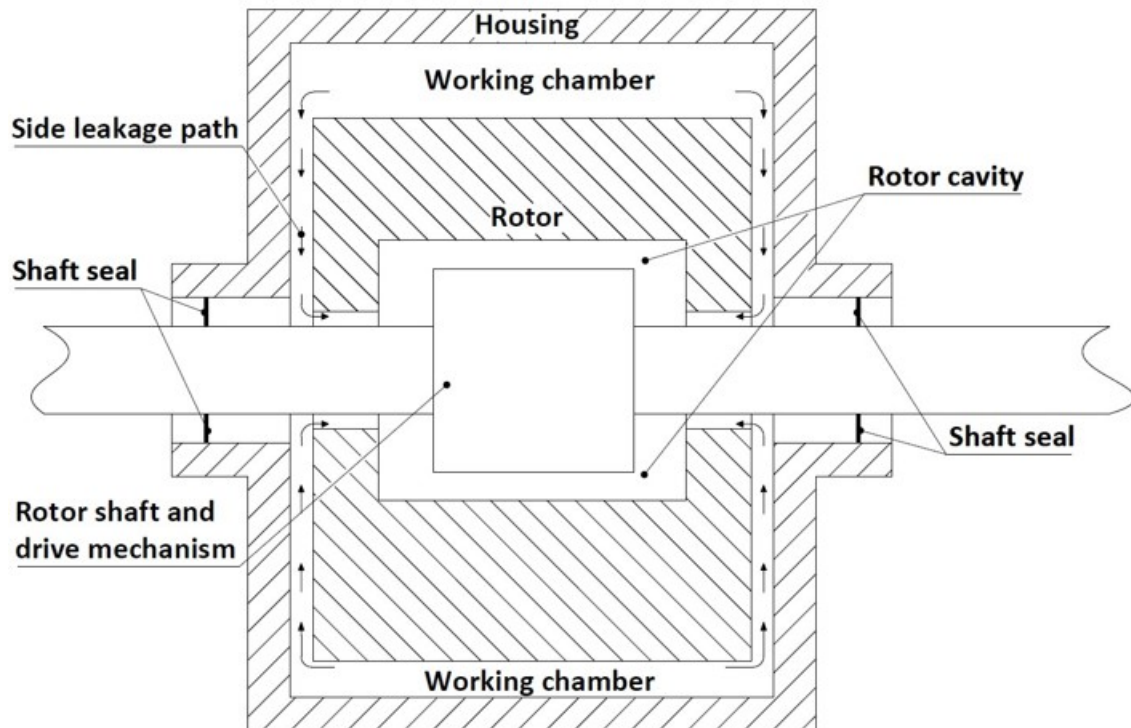 Housing
Working chamber
Side leakage path
Rotor cavity
Rotor
Shaft seal
Shaft seal
Rotor shaft and
drive mechanism
Working chamber